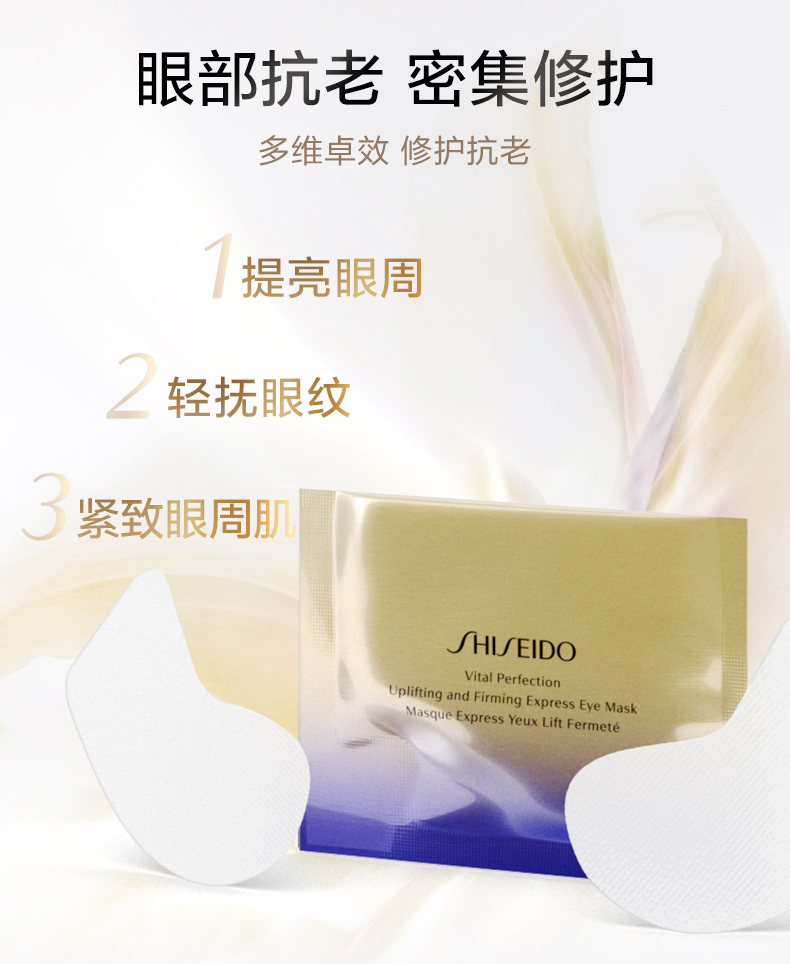 眼部抗老 密集修护
多维卓效 修护抗老
1提亮眼周
2 轻抚眼纹
3紧致眼周肌
SHISEIDO
Vital Perfection
Uplifting and Firming Express Eye Mask
Masque Express Yeux Lift Fermeté